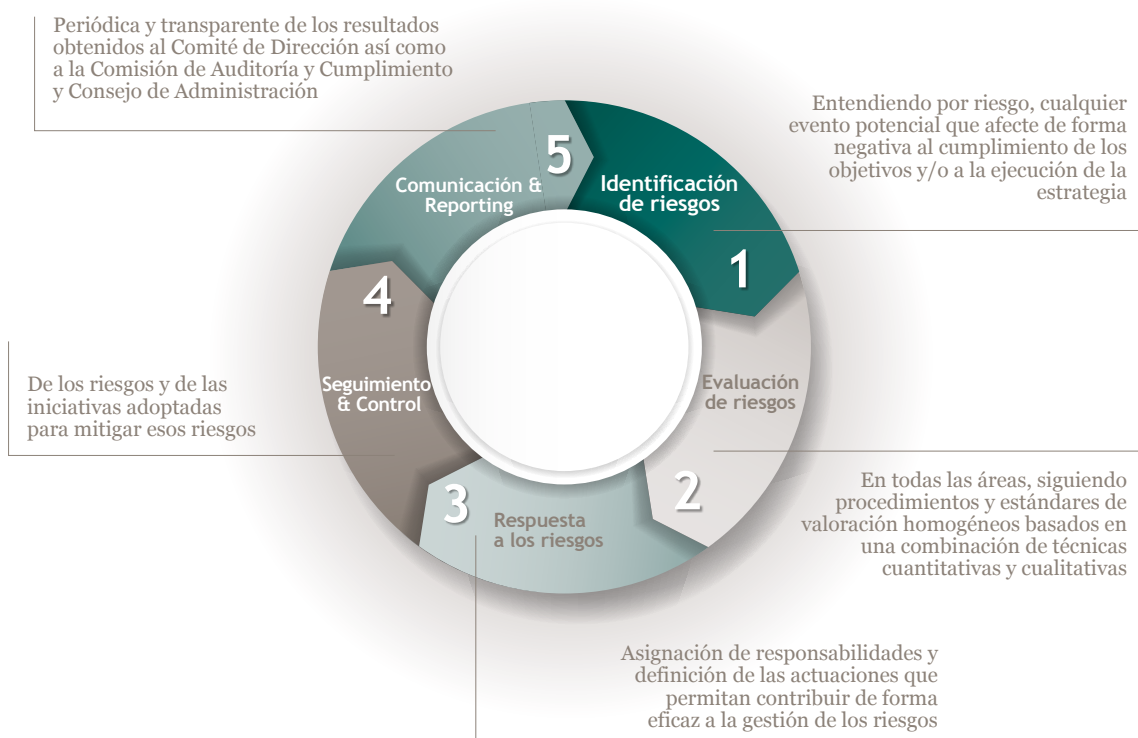 Periódica y transparente de los resultados
obtenidos al Comité de Dirección así como
a la Comisión de Auditoría y Cumplimiento
y Consejo de Administración
Entendiendo por riesgo, cualquier
evento potencial que afecte de forma
negativa al cumplimiento de los
objetivos y/o a la ejecución de la
estrategia
5
Comunicación &
Reporting
Identificación
de riesgos
1
4
Seguimiento
& Control
Evaluación
de riesgos
2
3
Respuesta
a los riesgos
De los riesgos y de las
iniciativas adoptadas
para mitigar esos riesgos
En todas las áreas, siguiendo
procedimientos y estándares de
valoración homogéneos basados en
una combinación de técnicas
cuantitativas y cualitativas
Asignación de responsabilidades y
definición de las actuaciones que
permitan contribuir de forma
eficaz a la gestión de los riesgos